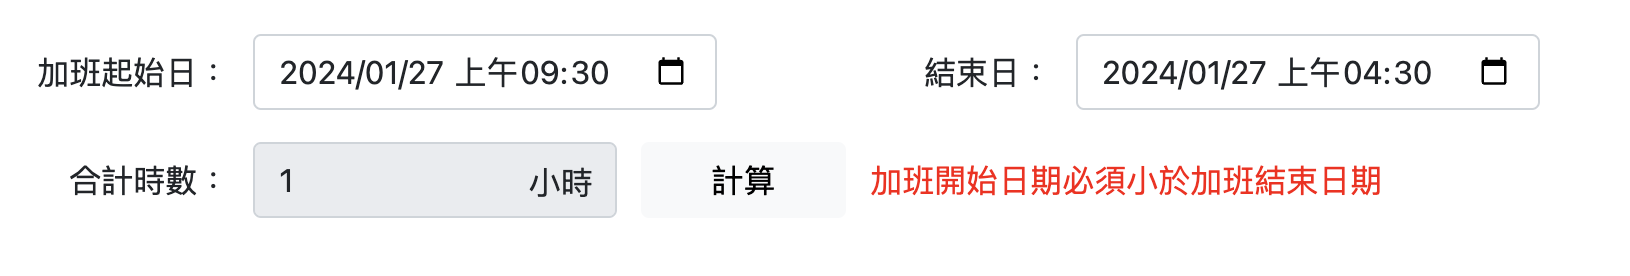 加班起始日： 2024/01/27 上午09:30 結束日： 2024/01/27 上午04:30
合計時數： 1 小時 計算 加班開始日期必須小於加班結束日期